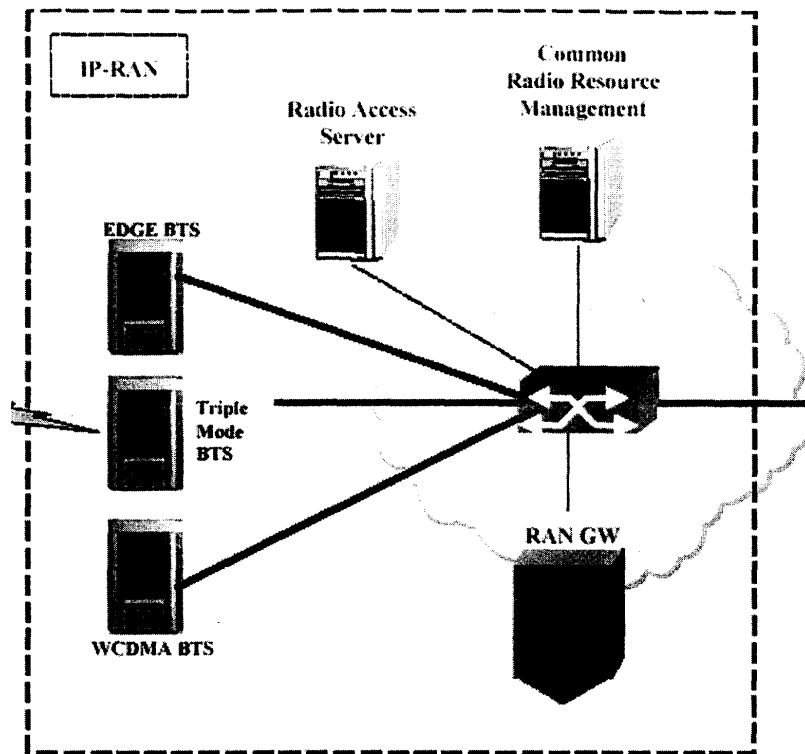 IP-RAN
Common
Radio Resource
Management
Radio Access
Server
EDGE BTS
Triple
Mode
BTS
RAN GW
WCDMA BTS